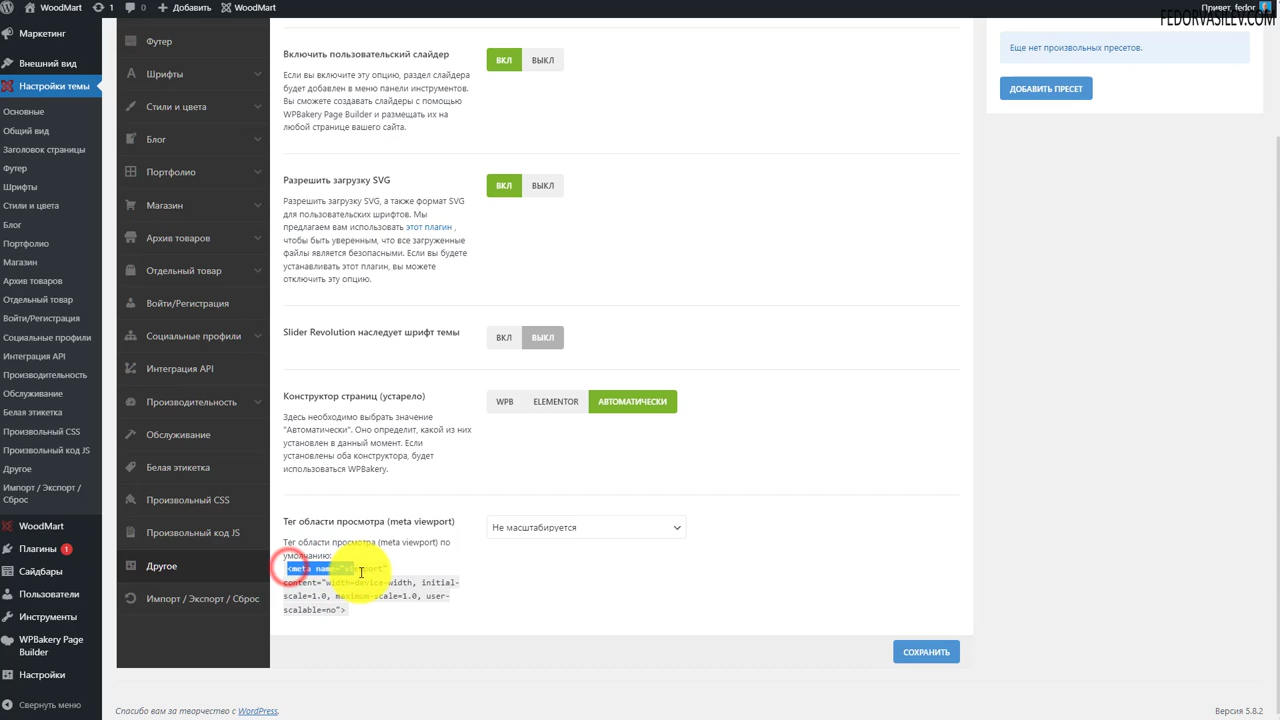 WoodMart
1
0
Добавить
WoodMart
Привет, fedor
FEDORVASILEV.COM
Маркетинг
Внешний вид
Настройки темы
Основные
Общий вид
Заголовок страницы
Футер
Шрифты
Стили и цвета
Блог
Портфолио
Магазин
Архив товаров
Отдельный товар
Войти/Регистрация
Социальные профили
Интеграция API
Производительность
Обслуживание
Белая этикетка
Произвольный CSS
Произвольный код JS
Другое
Импорт / Экспорт /
Сброс
WoodMart
Плагины 1
Сайдбары
Пользователи
Инструменты
WPBakery Page
Builder
Настройки
Свернуть меню
Футер
Шрифты
Стили и цвета
Блог
Портфолио
Магазин
Архив товаров
Отдельный товар
Войти/Регистрация
Социальные профили
Интеграция API
Производительность
Обслуживание
Белая этикетка
Произвольный CSS
Произвольный код JS
Другое
Импорт / Экспорт / Сброс
Включить пользовательский слайдер
ВКЛ ВЫКЛ
Если вы включите эту опцию, раздел слайдера
будет добавлен в меню панели инструментов.
Вы сможете создавать слайдеры с помощью
WPBakery Page Builder и размещать их на
любой странице вашего сайта.
Разрешить загрузку SVG
ВКЛ ВЫКЛ
Разрешить загрузку SVG, а также формат SVG
для пользовательских шрифтов. Мы
предлагаем вам использовать этот плагин ,
чтобы быть уверенным, что все загруженные
файлы является безопасными. Если вы будете
устанавливать этот плагин, вы можете
отключить эту опцию.
Slider Revolution наследует шрифт темы
ВКЛ ВЫКЛ
Конструктор страниц (устарело)
WPB ELEMENTOR АВТОМАТИЧЕСКИ
Здесь необходимо выбрать значение
"Автоматически". Оно определит, какой из них
установлен в данный момент. Если
установлены оба конструктора, будет
использоваться WPBakery.
Тег области просмотра (meta viewport)
Не масштабируется
Тег области просмотра (meta viewport) по
умолчанию:
<meta name="viewport"
content="width=device-width, initial-
scale=1.0, maximum-scale=1.0, user-
scalable=no">
СОХРАНИТЬ
Еще нет произвольных пресетов.
ДОБАВИТЬ ПРЕСЕТ
Спасибо вам за творчество с WordPress.
Версия 5.8.2